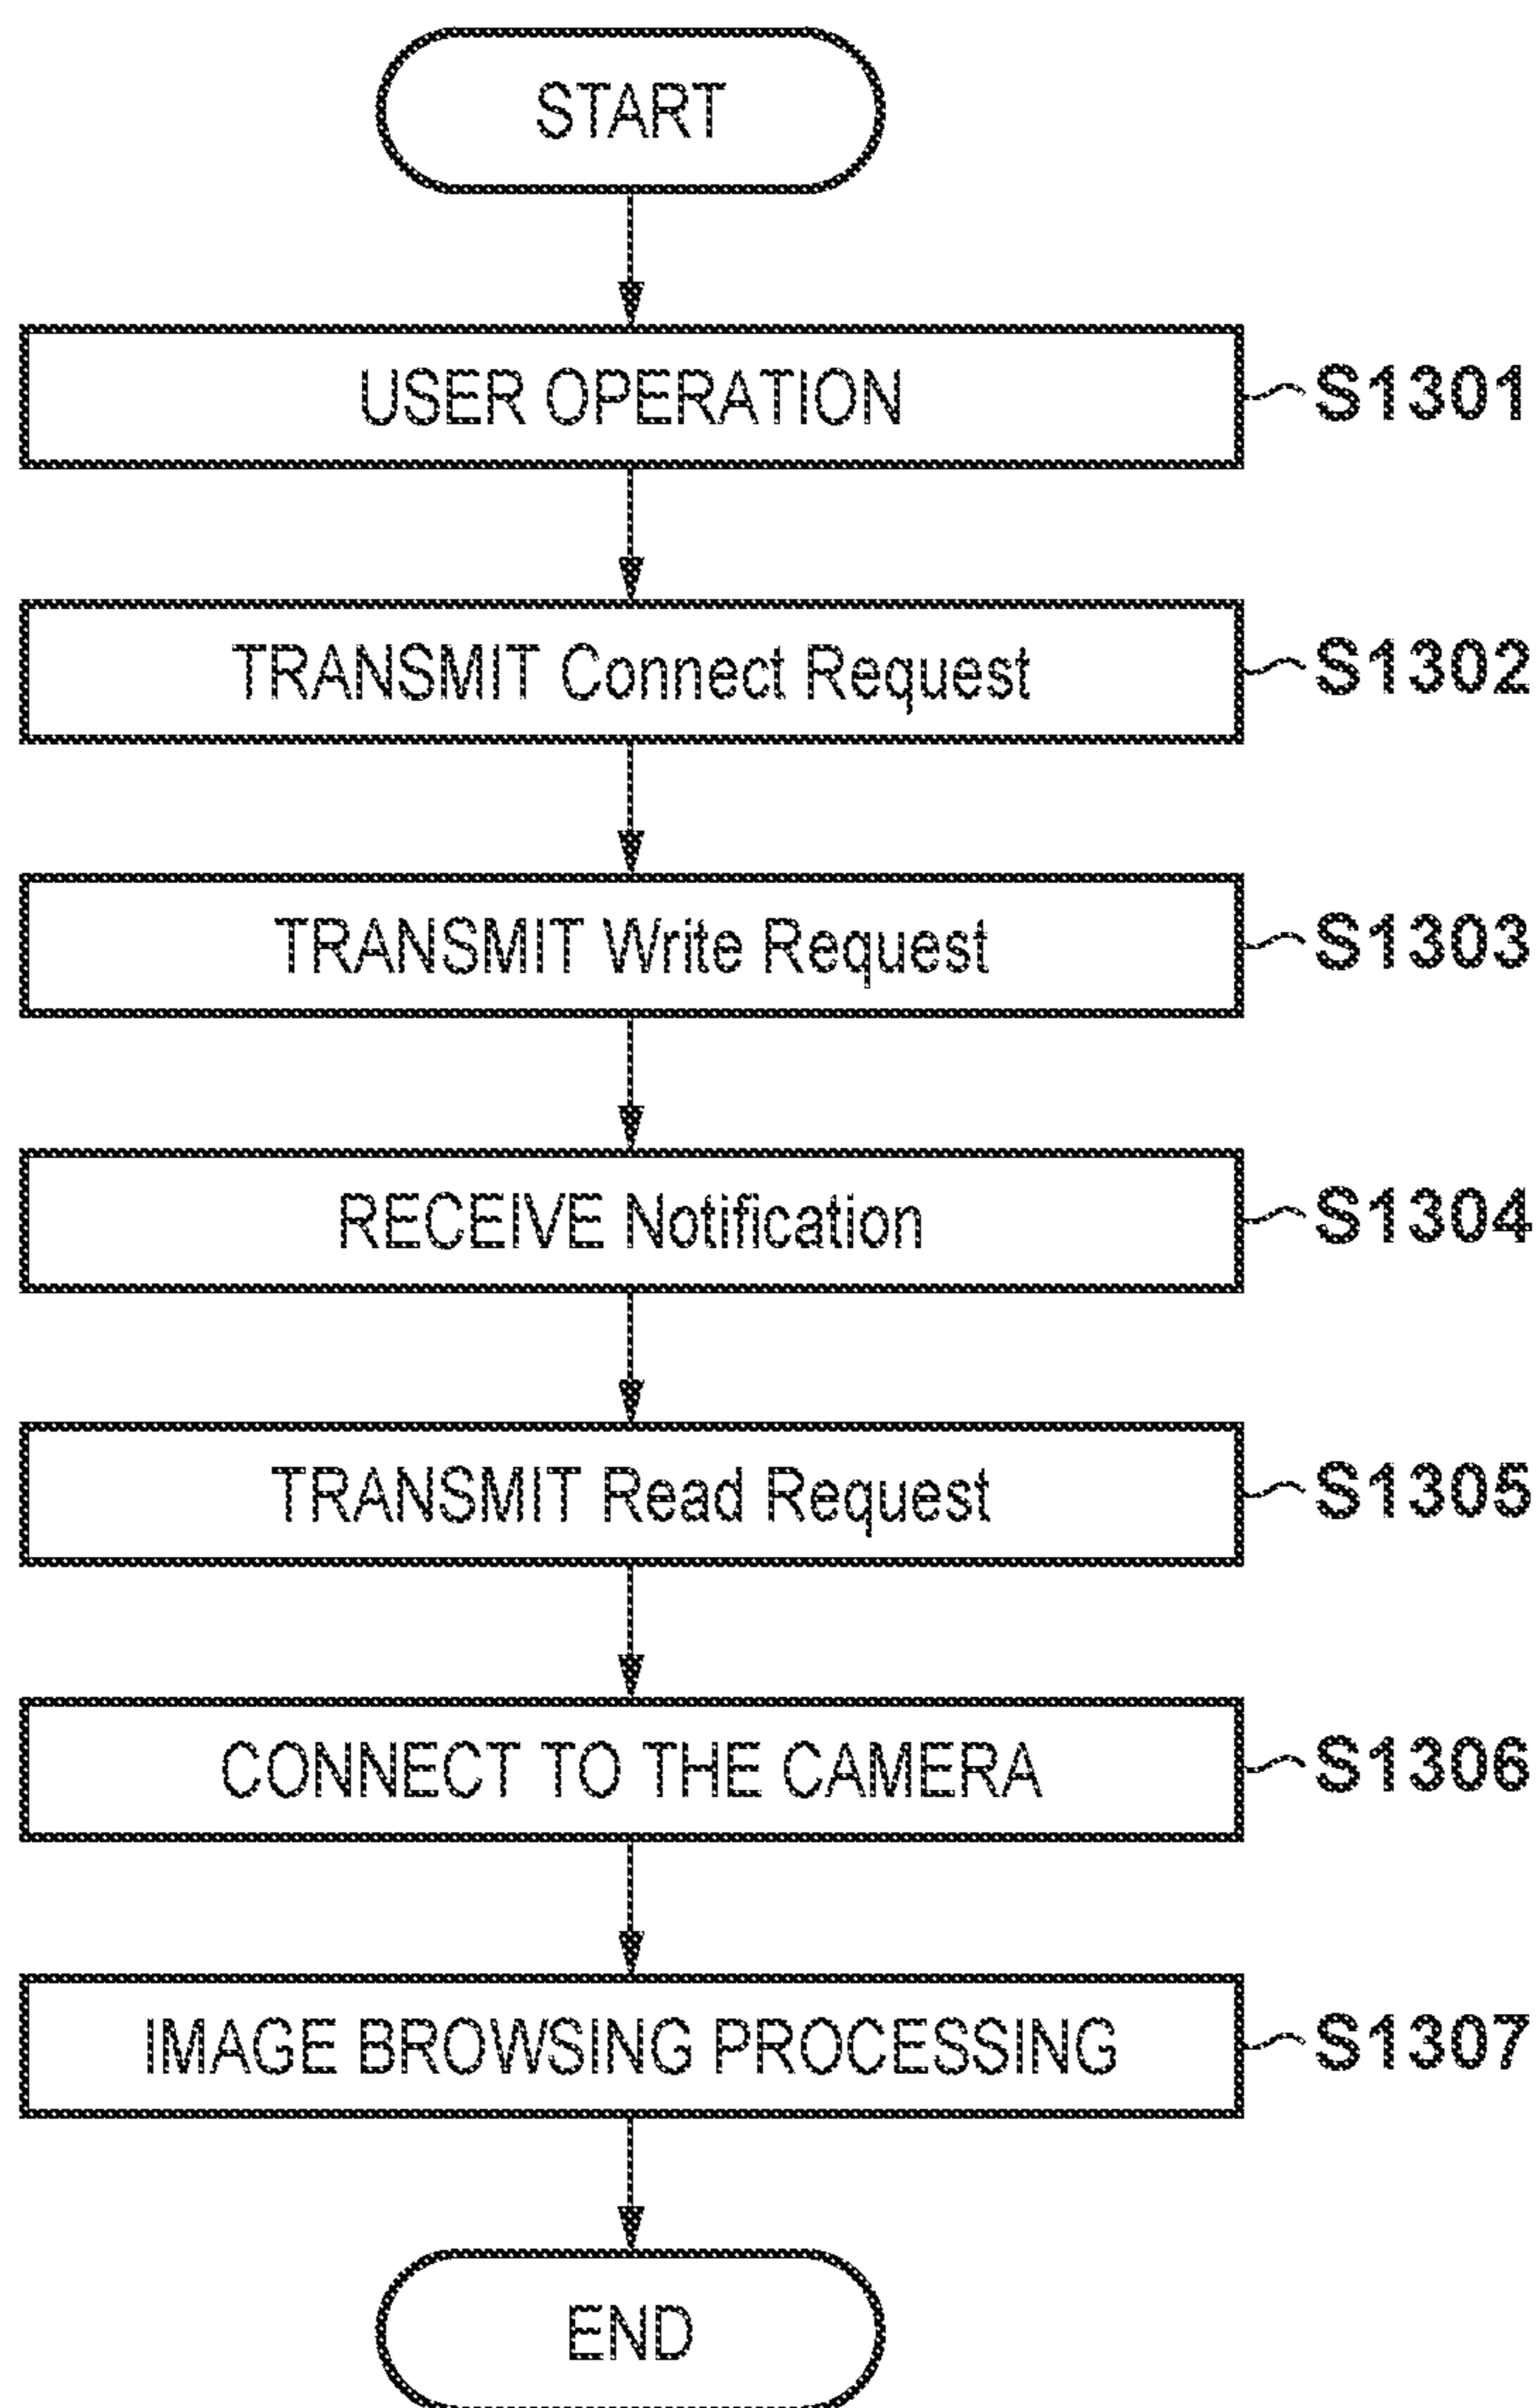 START
USER OPERATION S1301
TRANSMIT Connect Request S1302
TRANSMIT Write Request S1303
RECEIVE Notification S1304
TRANSMIT Read Request S1305
CONNECT TO THE CAMERA S1306
IMAGE BROWSING PROCESSING S1307
END